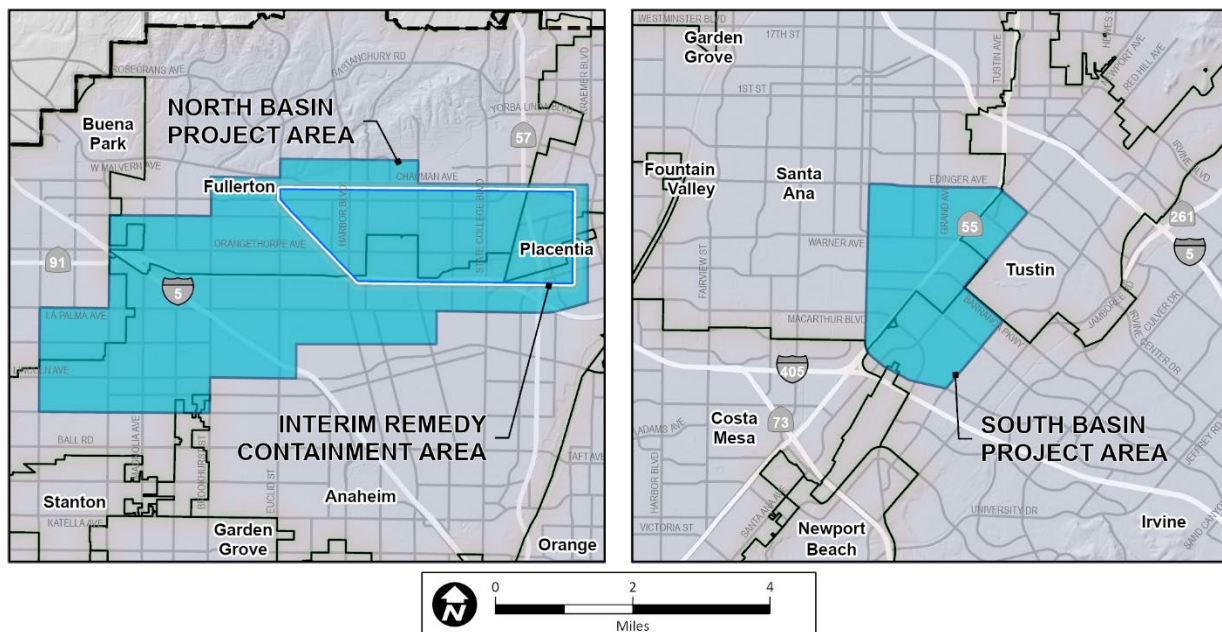 ROSECRANS AVE
BASTANCHURY RD
KRAEMER BLVD
YORBA LINDA BLVD
NORTH BASIN
PROJECT AREA
57
Buena
Park
W MALVERN AVE
CHAPMAN AVE
Fullerton
HARBOR BLVD
STATE COLLEGE BLVD
ORANGETHORPE AVE
Placentia
91
5
LA PALMA AVE
LINCOLN AVE
INTERIM REMEDY
CONTAINMENT AREA
BALL RD
MAGNOLIA AVE
BROOKHURST ST
EUCLID ST
TAFT AVE
Stanton
Anaheim
KATELLA AVE
Garden
Grove
Orange
WESTMINSTER BLVD
Garden
Grove
17TH ST
TUSTIN AVE
NEWPORT AVE
RED HILL AVE
1ST ST
IRVINE BLVD
Fountain
Valley
Santa
Ana
EDINGER AVE
GRAND AVE
55
261
5
WARNER AVE
FAIRVIEW ST
Tustin
JAMBOREE RD
MACARTHUR BLVD
BARRANCA PKWY
IRVINE CENTER DR
CULVER DR
405
ADAMS AVE
Costa
Mesa
73
SOUTH BASIN
PROJECT AREA
JEFFREY RD
HARBOR BLVD
SANTA ANA AVE
VICTORIA ST
Newport
Beach
UNIVERSITY DR
Irvine
SAND CANYON
N
0 2 4
Miles